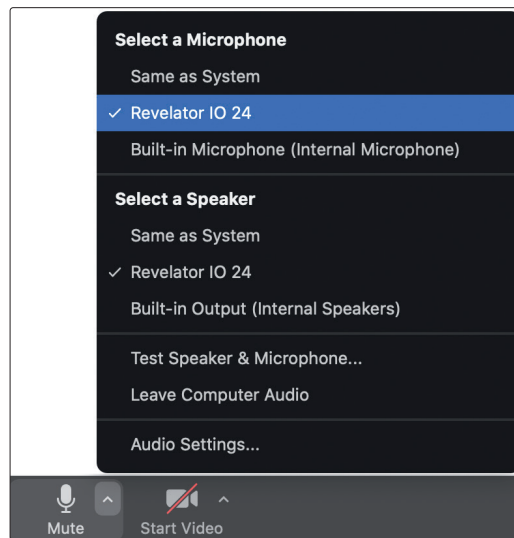 Select a Microphone
Same as System
✓ Revelator IO 24
Built-in Microphone (Internal Microphone)
Select a Speaker
Same as System
✓ Revelator IO 24
Built-in Output (Internal Speakers)
Test Speaker & Microphone...
Leave Computer Audio
Audio Settings...
Mute
Start Video